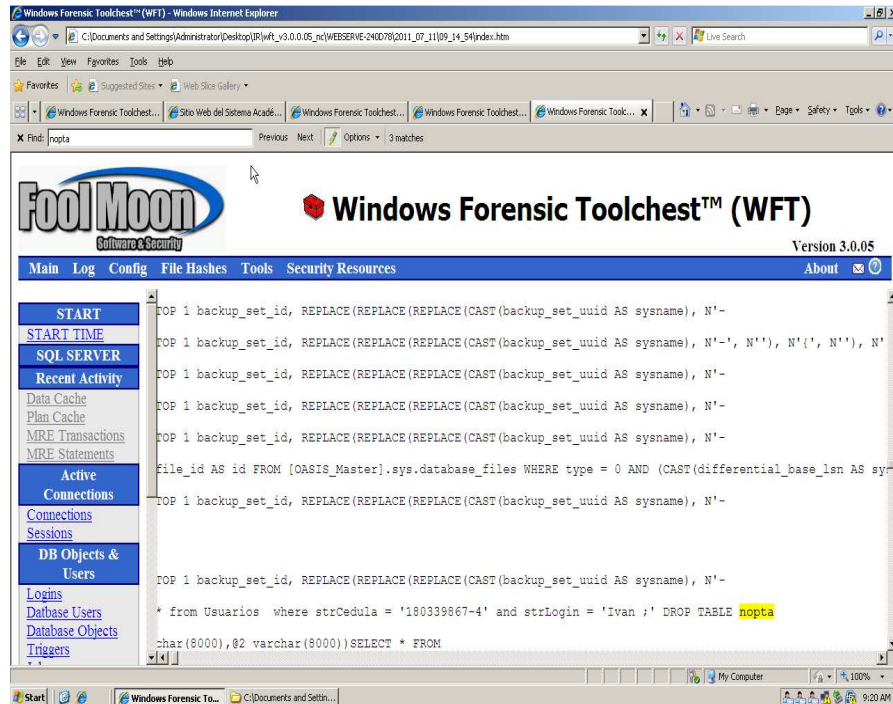 Windows Forensic Toolchest™ (WFT) - Windows Internet Explorer
C:\Documents and Settings\Administrator\Desktop\IR\wft_v3.0.0.05_nc\WEBSERVE-240D78\2011_07_11\09_14_54\index.htm
Live Search
File Edit View Favorites Tools Help
Favorites Suggested Sites Web Slice Gallery
Windows Forensic Toolchest... Sitio Web del Sistema Acadé... Windows Forensic Toolchest... Windows Forensic Toolchest... Windows Forensic Toolc... X
Page Safety Tools
X Find: nopta Previous Next Options 3 matches
Fool Moon
Software & Security
Windows Forensic Toolchest™ (WFT)
Version 3.0.05
Main Log Config File Hashes Tools Security Resources About
START
START TIME
SQL SERVER
Recent Activity
Data Cache
Plan Cache
MRE Transactions
MRE Statements
Active
Connections
Connections
Sessions
DB Objects &
Users
Logins
Datbase Users
Database Objects
Triggers
TOP 1 backup_set_id, REPLACE(REPLACE(REPLACE(CAST(backup_set_uuid AS sysname), N'-
TOP 1 backup_set_id, REPLACE(REPLACE(REPLACE(CAST(backup_set_uuid AS sysname), N'-', N''), N'{', N''), N'
TOP 1 backup_set_id, REPLACE(REPLACE(REPLACE(CAST(backup_set_uuid AS sysname), N'-
TOP 1 backup_set_id, REPLACE(REPLACE(REPLACE(CAST(backup_set_uuid AS sysname), N'-
TOP 1 backup_set_id, REPLACE(REPLACE(REPLACE(CAST(backup_set_uuid AS sysname), N'-
file_id AS id FROM [OASIS_Master].sys.database_files WHERE type = 0 AND (CAST(differential_base_lsn AS sy
TOP 1 backup_set_id, REPLACE(REPLACE(REPLACE(CAST(backup_set_uuid AS sysname), N'-
TOP 1 backup_set_id, REPLACE(REPLACE(REPLACE(CAST(backup_set_uuid AS sysname), N'-
* from Usuarios where strCedula = '180339867-4' and strLogin = 'Ivan ;' DROP TABLE nopta
char(8000),@2 varchar(8000))SELECT * FROM
My Computer 100%
Start Windows Forensic To... C:\Documents and Settin... 9:20 AM